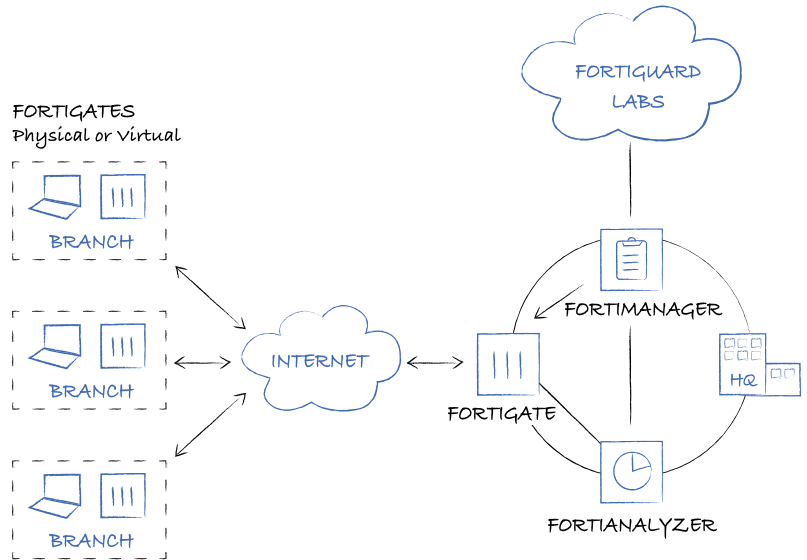 FORTIGUARD
LABS
FORTIGATES
Physical or Virtual
BRANCH
FORTIMANAGER
BRANCH
INTERNET
HQ
FORTIGATE
BRANCH
FORTIANALYZER